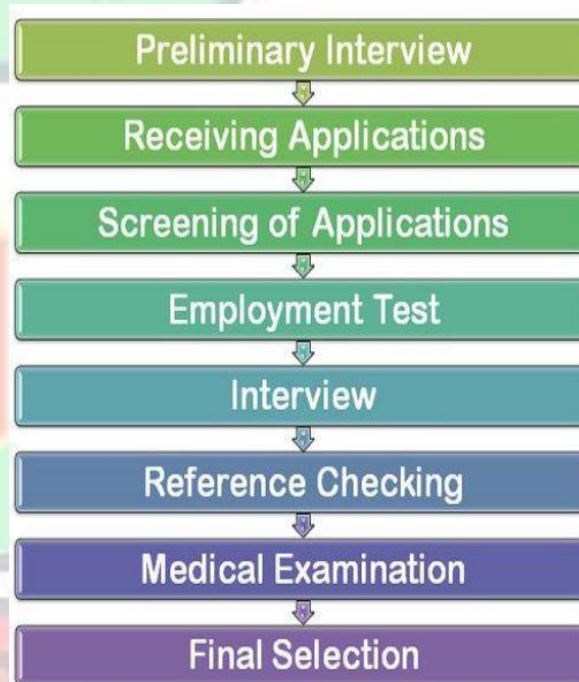 Preliminary Interview
Receiving Applications
Screening of Applications
Employment Test
Interview
Reference Checking
Medical Examination
Final Selection